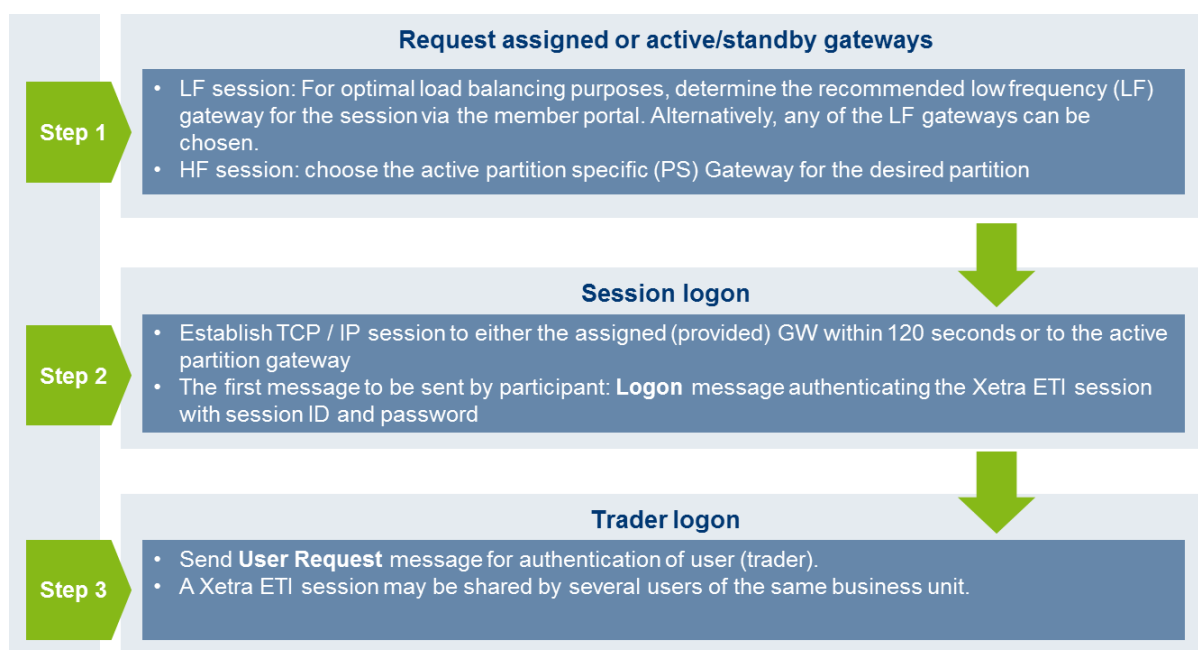 Request assigned or active/standby gateways
Step 1
• LF session: For optimal load balancing purposes, determine the recommended low frequency (LF)
gateway for the session via the member portal. Alternatively, any of the LF gateways can be
chosen.
• HF session: choose the active partition specific (PS) Gateway for the desired partition
Session logon
Step 2
• Establish TCP / IP session to either the assigned (provided) GW within 120 seconds or to the active
partition gateway
• The first message to be sent by participant: Logon message authenticating the Xetra ETI session
with session ID and password
Trader logon
Step 3
• Send User Request message for authentication of user (trader).
• A Xetra ETI session may be shared by several users of the same business unit.